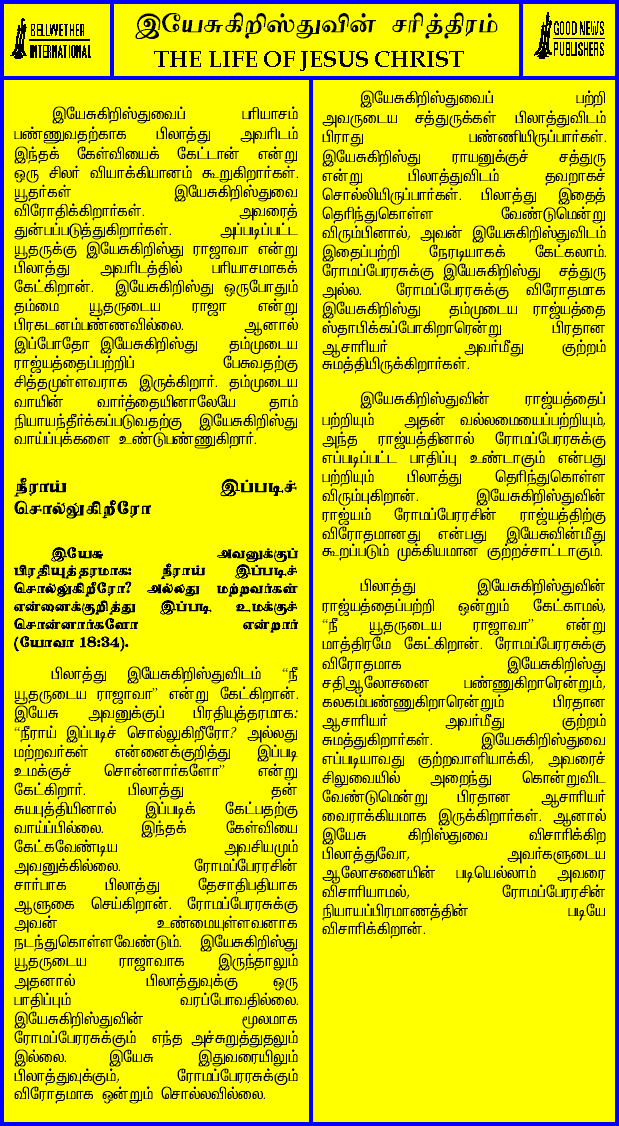 BELLWETHER
INTERNATIONAL
இயேசுகிறிஸ்துவின் சரித்திரம்
THE LIFE OF JESUS CHRIST
GOOD NEWS
PUBLISHERS
இயேசுகிறிஸ்துவைப் பரியாசம்
பண்ணுவதற்காக பிலாத்து அவரிடம்
இந்தக் கேள்வியைக் கேட்டான் என்று
ஒரு சிலர் வியாக்கியானம் கூறுகிறார்கள்.
யூதர்கள் இயேசுகிறிஸ்துவை
விரோதிக்கிறார்கள். அவரைத்
துன்பப்படுத்துகிறார்கள். அப்படிப்பட்ட
யூதருக்கு இயேசுகிறிஸ்து ராஜாவா என்று
பிலாத்து அவரிடத்தில் பரியாசமாகக்
கேட்கிறான். இயேசுகிறிஸ்து ஒருபோதும்
தம்மை யூதருடைய ராஜா என்று
பிரகடனம்பண்ணவில்லை. ஆனால்
இப்போதோ இயேசுகிறிஸ்து தம்முடைய
ராஜ்யத்தைப்பற்றிப் பேசுவதற்கு
சித்தமுள்ளவராக இருக்கிறார். தம்முடைய
வாயின் வார்த்தையினாலேயே தாம்
நியாயந்தீர்க்கப்படுவதற்கு இயேசுகிறிஸ்து
வாய்ப்புக்களை உண்டுபண்ணுகிறார்.
நீராய் இப்படிச்
சொல்லுகிறீரோ
இயேசு அவனுக்குப்
பிரதியுத்தரமாக: நீராய் இப்படிச்
சொல்லுகிறீரோ? அல்லது மற்றவர்கள்
என்னைக்குறித்து இப்படி உமக்குச்
சொன்னார்களோ என்றார்
(யோவா 18:34).
பிலாத்து இயேசுகிறிஸ்துவிடம் “நீ
யூதருடைய ராஜாவா” என்று கேட்கிறான்.
இயேசு அவனுக்குப் பிரதியுத்தரமாக:
“நீராய் இப்படிச் சொல்லுகிறீரோ? அல்லது
மற்றவர்கள் என்னைக்குறித்து இப்படி
உமக்குச் சொன்னார்களோ” என்று
கேட்கிறார். பிலாத்து தன்
சுயபுத்தியினால் இப்படிக் கேட்பதற்கு
வாய்ப்பில்லை. இந்தக் கேள்வியை
கேட்கவேண்டிய அவசியமும்
அவனுக்கில்லை. ரோமப்பேரரசின்
சார்பாக பிலாத்து தேசாதிபதியாக
ஆளுகை செய்கிறான். ரோமப்பேரரசுக்கு
அவன் உண்மையுள்ளவனாக
நடந்துகொள்ளவேண்டும். இயேசுகிறிஸ்து
யூதருடைய ராஜாவாக இருந்தாலும்
அதனால் பிலாத்துவுக்கு ஒரு
பாதிப்பும் வரப்போவதில்லை.
இயேசுகிறிஸ்துவின் மூலமாக
ரோமப்பேரரசுக்கும் எந்த அச்சுறுத்துதலும்
இல்லை. இயேசு இதுவரையிலும்
பிலாத்துவுக்கும், ரோமப்பேரரசுக்கும்
விரோதமாக ஒன்றும் சொல்லவில்லை.
இயேசுகிறிஸ்துவைப் பற்றி
அவருடைய சத்துருக்கள் பிலாத்துவிடம்
பிராது பண்ணியிருப்பார்கள்.
இயேசுகிறிஸ்து ராயனுக்குச் சத்துரு
என்று பிலாத்துவிடம் தவறாகச்
சொல்லியிருப்பார்கள். பிலாத்து இதைத்
தெரிந்துகொள்ள வேண்டுமென்று
விரும்பினால், அவன் இயேசுகிறிஸ்துவிடம்
இதைப்பற்றி நேரடியாகக் கேட்கலாம்.
ரோமப்பேரரசுக்கு இயேசுகிறிஸ்து சத்துரு
அல்ல. ரோமப்பேரரசுக்கு விரோதமாக
இயேசுகிறிஸ்து தம்முடைய ராஜ்யத்தை
ஸ்தாபிக்கப்போகிறாரென்று பிரதான
ஆசாரியர் அவர்மீது குற்றம்
சுமத்தியிருக்கிறார்கள்.
இயேசுகிறிஸ்துவின் ராஜ்யத்தைப்
பற்றியும் அதன் வல்லமையைப்பற்றியும்,
அந்த ராஜ்யத்தினால் ரோமப்பேரரசுக்கு
எப்படிப்பட்ட பாதிப்பு உண்டாகும் என்பது
பற்றியும் பிலாத்து தெரிந்துகொள்ள
விரும்புகிறான். இயேசுகிறிஸ்துவின்
ராஜ்யம் ரோமப்பேரரசின் ராஜ்யத்திற்கு
விரோதமானது என்பது இயேசுவின்மீது
கூறப்படும் முக்கியமான குற்றச்சாட்டாகும்.
பிலாத்து இயேசுகிறிஸ்துவின்
ராஜ்யத்தைப்பற்றி ஒன்றும் கேட்காமல்,
“நீ யூதருடைய ராஜாவா” என்று
மாத்திரமே கேட்கிறான். ரோமப்பேரரசுக்கு
விரோதமாக இயேசுகிறிஸ்து
சதிஆலோசனை பண்ணுகிறாரென்றும்,
கலகம்பண்ணுகிறாரென்றும் பிரதான
ஆசாரியர் அவர்மீது குற்றம்
சுமத்துகிறார்கள். இயேசுகிறிஸ்துவை
எப்படியாவது குற்றவாளியாக்கி, அவரைச்
சிலுவையில் அறைந்து கொன்றுவிட
வேண்டுமென்று பிரதான ஆசாரியர்
வைராக்கியமாக இருக்கிறார்கள். ஆனால்
இயேசு கிறிஸ்துவை விசாரிக்கிற
பிலாத்துவோ, அவர்களுடைய
ஆலோசனையின் படியெல்லாம் அவரை
விசாரியாமல், ரோமப்பேரரசின்
நியாயப்பிரமாணத்தின் படியே
விசாரிக்கிறான்.